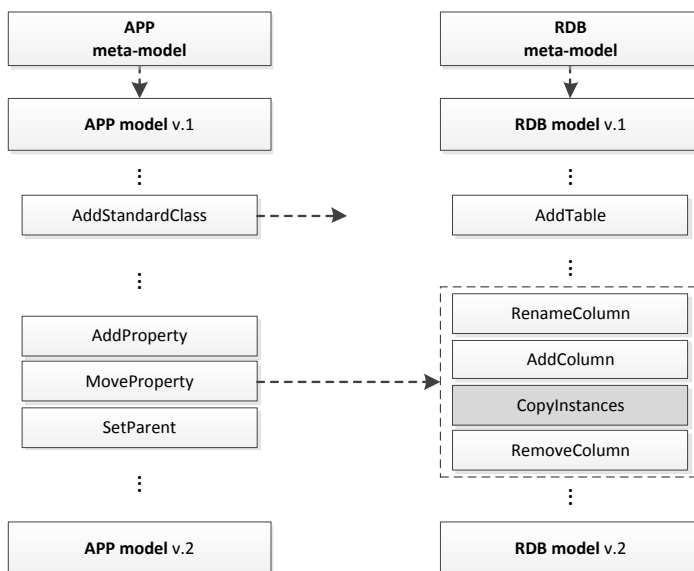 APP
meta-model
APP model v.1
⋮
AddStandardClass
⋮
AddProperty
MoveProperty
SetParent
⋮
APP model v.2
RDB
meta-model
RDB model v.1
⋮
AddTable
⋮
RenameColumn
AddColumn
CopyInstances
RemoveColumn
⋮
RDB model v.2